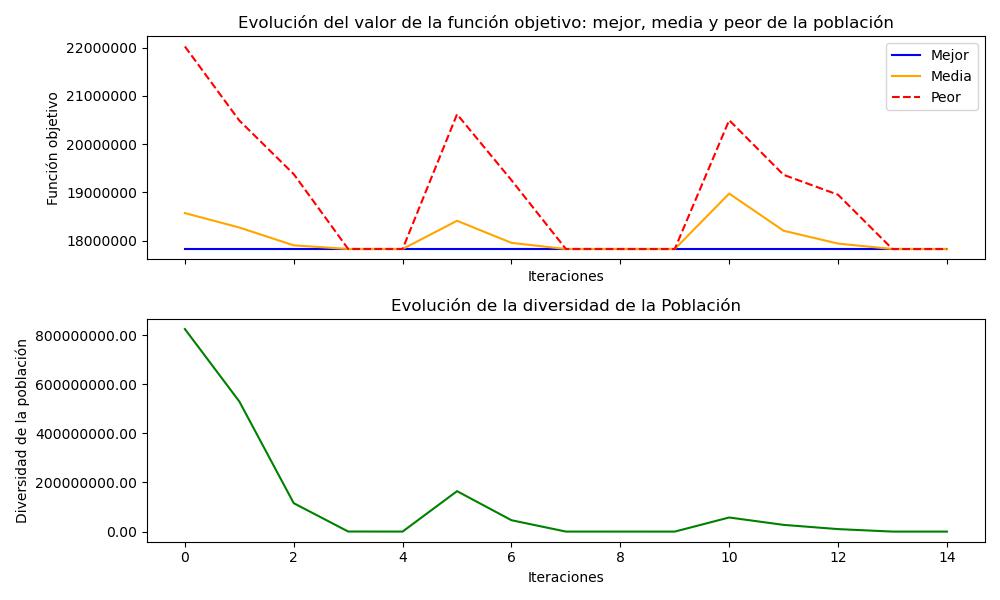 Evolución del valor de la función objetivo: mejor, media y peor de la población
22000000
21000000
20000000
19000000
18000000
Función objetivo
Mejor
Media
Peor
Iteraciones
Evolución de la diversidad de la Población
800000000.00
600000000.00
400000000.00
200000000.00
0.00
Diversidad de la población
0 2 4 6 8 10 12 14
Iteraciones